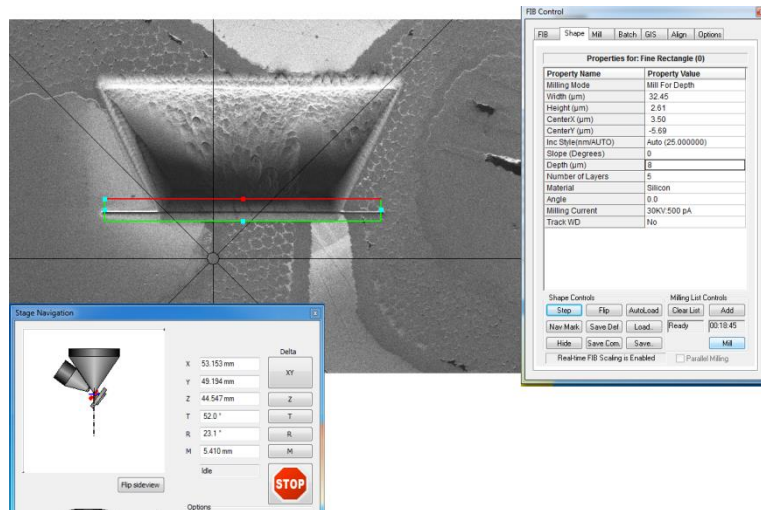 FIB Control
FIB Shape Mill Batch GIS Align Options
Properties for: Fine Rectangle (0)
Property Name Property Value
Milling Mode Mill For Depth
Width (µm) 32.45
Height (µm) 2.61
CenterX (µm) 3.50
CenterY (µm) -5.69
Inc Style(nm/AUTO) Auto (25.000000)
Slope (Degrees) 0
Depth (µm) 8
Number of Layers 5
Material Silicon
Angle 0.0
Milling Current 30KV:500 pA
Track WD No
Shape Controls Milling List Controls
Step Flip AutoLoad Clear List Add
Nav Mark Save Def Load.. Ready 00:18:45
Hide Save Com. Save.. Mill
Real-time FIB Scaling is Enabled Parallel Milling
Stage Navigation
Delta
X 53.153 mm XY
Y 49.194 mm
Z 44.547 mm Z
T 52.0 ° T
R 23.1 ° R
M 5.410 mm M
Idle
Flip sideview STOP
Options